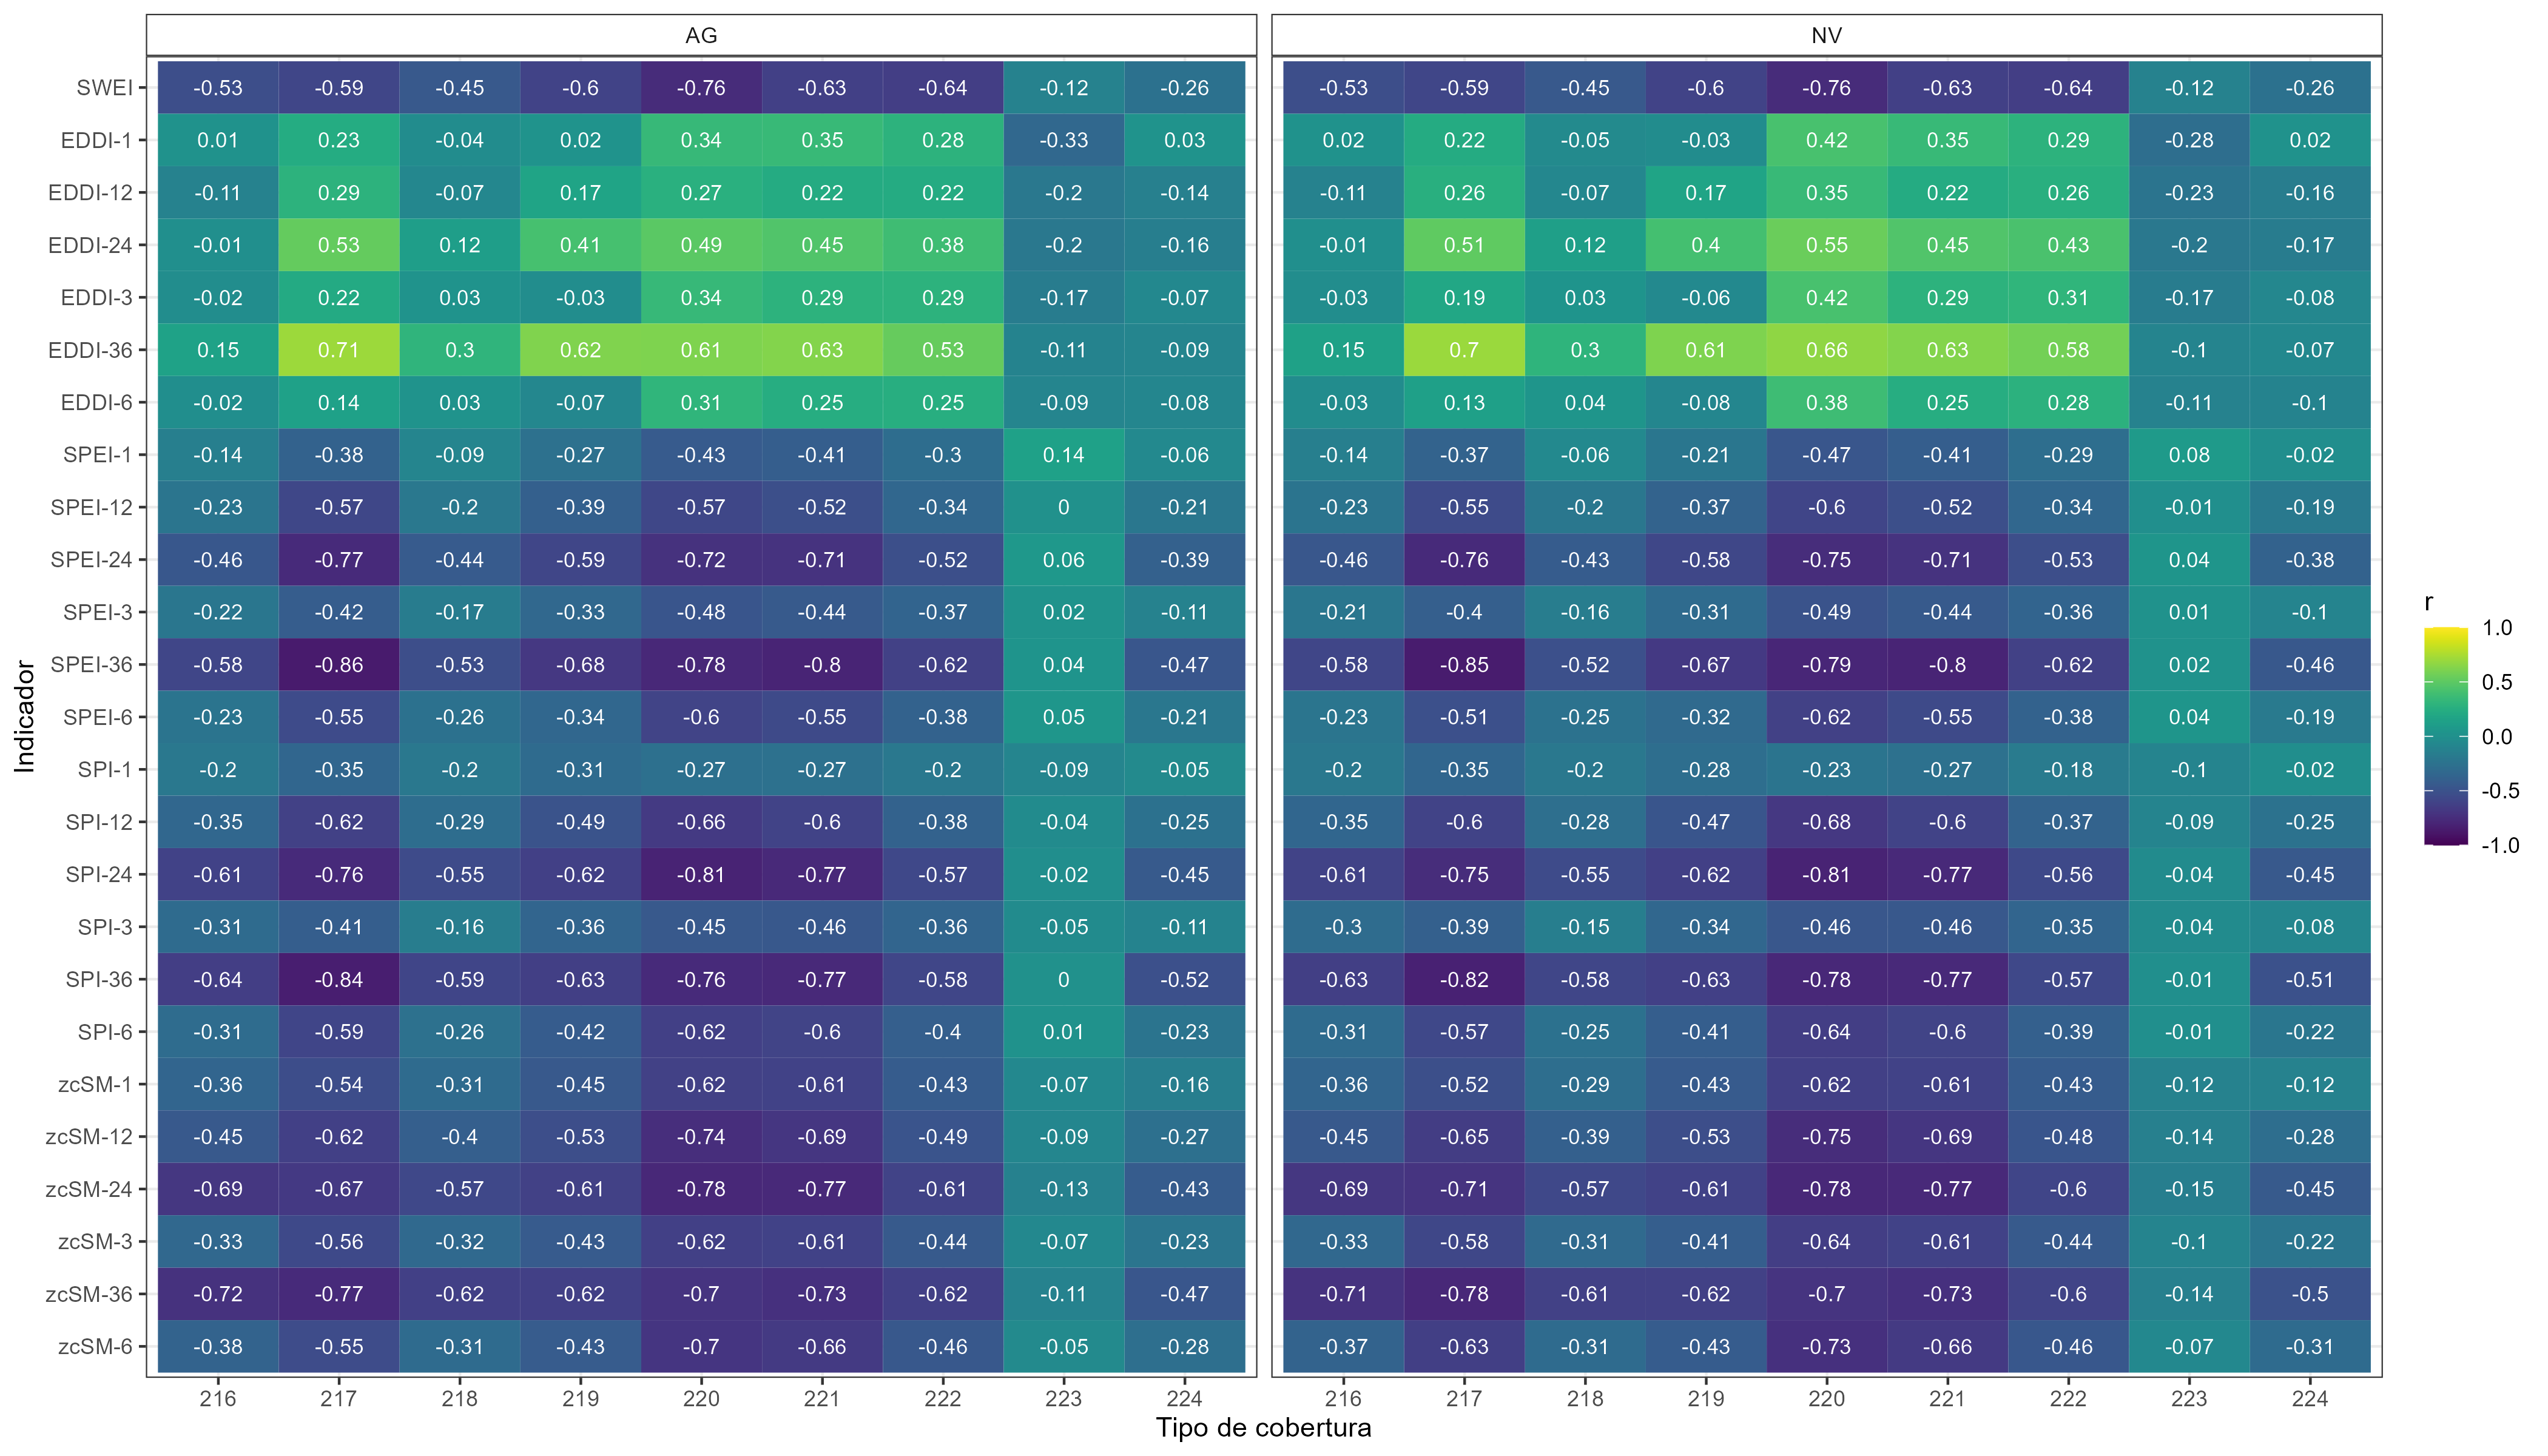 AG NV
SWEI -0.53 -0.59 -0.45 -0.6 -0.76 -0.63 -0.64 -0.12 -0.26 -0.53 -0.59 -0.45 -0.6 -0.76 -0.63 -0.64 -0.12 -0.26
EDDI-1 0.01 0.23 -0.04 0.02 0.34 0.35 0.28 -0.33 0.03 0.02 0.22 -0.05 -0.03 0.42 0.35 0.29 -0.28 0.02
EDDI-12 -0.11 0.29 -0.07 0.17 0.27 0.22 0.22 -0.2 -0.14 -0.11 0.26 -0.07 0.17 0.35 0.22 0.26 -0.23 -0.16
EDDI-24 -0.01 0.53 0.12 0.41 0.49 0.45 0.38 -0.2 -0.16 -0.01 0.51 0.12 0.4 0.55 0.45 0.43 -0.2 -0.17
EDDI-3 -0.02 0.22 0.03 -0.03 0.34 0.29 0.29 -0.17 -0.07 -0.03 0.19 0.03 -0.06 0.42 0.29 0.31 -0.17 -0.08
EDDI-36 0.15 0.71 0.3 0.62 0.61 0.63 0.53 -0.11 -0.09 0.15 0.7 0.3 0.61 0.66 0.63 0.58 -0.1 -0.07
EDDI-6 -0.02 0.14 0.03 -0.07 0.31 0.25 0.25 -0.09 -0.08 -0.03 0.13 0.04 -0.08 0.38 0.25 0.28 -0.11 -0.1
SPEI-1 -0.14 -0.38 -0.09 -0.27 -0.43 -0.41 -0.3 0.14 -0.06 -0.14 -0.37 -0.06 -0.21 -0.47 -0.41 -0.29 0.08 -0.02
SPEI-12 -0.23 -0.57 -0.2 -0.39 -0.57 -0.52 -0.34 0 -0.21 -0.23 -0.55 -0.2 -0.37 -0.6 -0.52 -0.34 -0.01 -0.19
SPEI-24 -0.46 -0.77 -0.44 -0.59 -0.72 -0.71 -0.52 0.06 -0.39 -0.46 -0.76 -0.43 -0.58 -0.75 -0.71 -0.53 0.04 -0.38
SPEI-3 -0.22 -0.42 -0.17 -0.33 -0.48 -0.44 -0.37 0.02 -0.11 -0.21 -0.4 -0.16 -0.31 -0.49 -0.44 -0.36 0.01 -0.1
SPEI-36 -0.58 -0.86 -0.53 -0.68 -0.78 -0.8 -0.62 0.04 -0.47 -0.58 -0.85 -0.52 -0.67 -0.79 -0.8 -0.62 0.02 -0.46
SPEI-6 -0.23 -0.55 -0.26 -0.34 -0.6 -0.55 -0.38 0.05 -0.21 -0.23 -0.51 -0.25 -0.32 -0.62 -0.55 -0.38 0.04 -0.19
SPI-1 -0.2 -0.35 -0.2 -0.31 -0.27 -0.27 -0.2 -0.09 -0.05 -0.2 -0.35 -0.2 -0.28 -0.23 -0.27 -0.18 -0.1 -0.02
SPI-12 -0.35 -0.62 -0.29 -0.49 -0.66 -0.6 -0.38 -0.04 -0.25 -0.35 -0.6 -0.28 -0.47 -0.68 -0.6 -0.37 -0.09 -0.25
SPI-24 -0.61 -0.76 -0.55 -0.62 -0.81 -0.77 -0.57 -0.02 -0.45 -0.61 -0.75 -0.55 -0.62 -0.81 -0.77 -0.56 -0.04 -0.45
SPI-3 -0.31 -0.41 -0.16 -0.36 -0.45 -0.46 -0.36 -0.05 -0.11 -0.3 -0.39 -0.15 -0.34 -0.46 -0.46 -0.35 -0.04 -0.08
SPI-36 -0.64 -0.84 -0.59 -0.63 -0.76 -0.77 -0.58 0 -0.52 -0.63 -0.82 -0.58 -0.63 -0.78 -0.77 -0.57 -0.01 -0.51
SPI-6 -0.31 -0.59 -0.26 -0.42 -0.62 -0.6 -0.4 0.01 -0.23 -0.31 -0.57 -0.25 -0.41 -0.64 -0.6 -0.39 -0.01 -0.22
zcSM-1 -0.36 -0.54 -0.31 -0.45 -0.62 -0.61 -0.43 -0.07 -0.16 -0.36 -0.52 -0.29 -0.43 -0.62 -0.61 -0.43 -0.12 -0.12
zcSM-12 -0.45 -0.62 -0.4 -0.53 -0.74 -0.69 -0.49 -0.09 -0.27 -0.45 -0.65 -0.39 -0.53 -0.75 -0.69 -0.48 -0.14 -0.28
zcSM-24 -0.69 -0.67 -0.57 -0.61 -0.78 -0.77 -0.61 -0.13 -0.43 -0.69 -0.71 -0.57 -0.61 -0.78 -0.77 -0.6 -0.15 -0.45
zcSM-3 -0.33 -0.56 -0.32 -0.43 -0.62 -0.61 -0.44 -0.07 -0.23 -0.33 -0.58 -0.31 -0.41 -0.64 -0.61 -0.44 -0.1 -0.22
zcSM-36 -0.72 -0.77 -0.62 -0.62 -0.7 -0.73 -0.62 -0.11 -0.47 -0.71 -0.78 -0.61 -0.62 -0.7 -0.73 -0.6 -0.14 -0.5
zcSM-6 -0.38 -0.55 -0.31 -0.43 -0.7 -0.66 -0.46 -0.05 -0.28 -0.37 -0.63 -0.31 -0.43 -0.73 -0.66 -0.46 -0.07 -0.31
216 217 218 219 220 221 222 223 224 216 217 218 219 220 221 222 223 224
Tipo de cobertura
Indicador
r
1.0
0.5
0.0
-0.5
-1.0